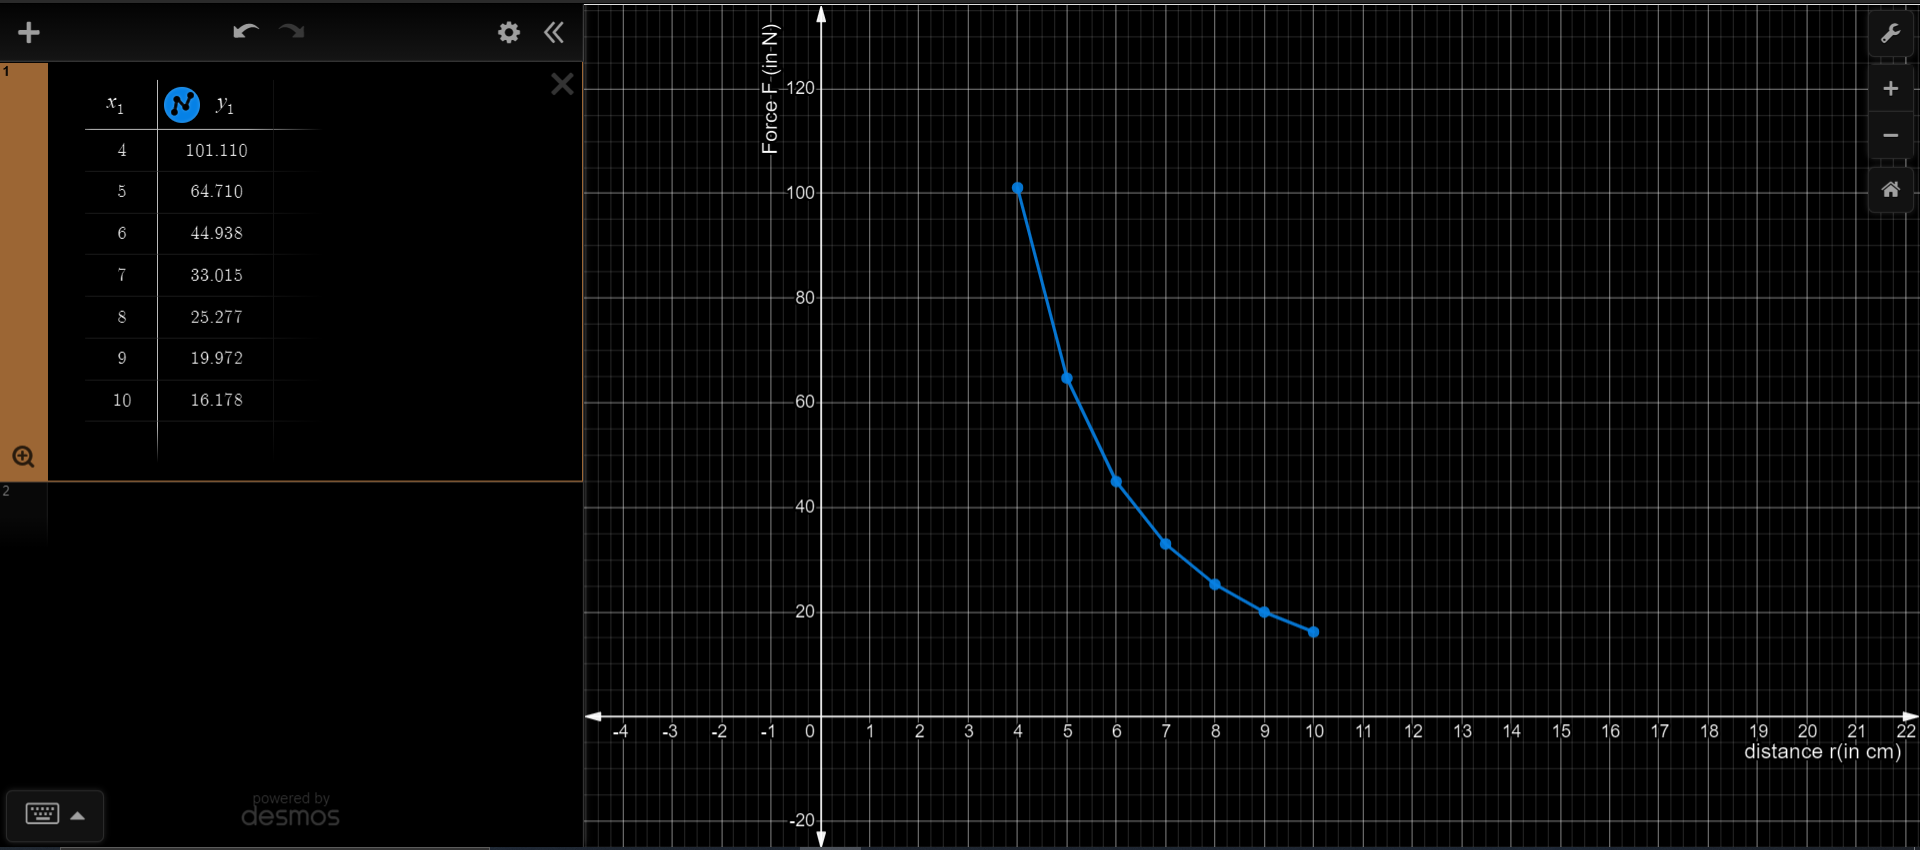 1
x₁ y₁
4 101.110
5 64.710
6 44.938
7 33.015
8 25.277
9 19.972
10 16.178
2
powered by
desmos
Force F (in N)
120
100
80
60
40
20
-4 -3 -2 -1 0 1 2 3 4 5 6 7 8 9 10 11 12 13 14 15 16 17 18 19 20 21 22
distance r(in cm)
-20